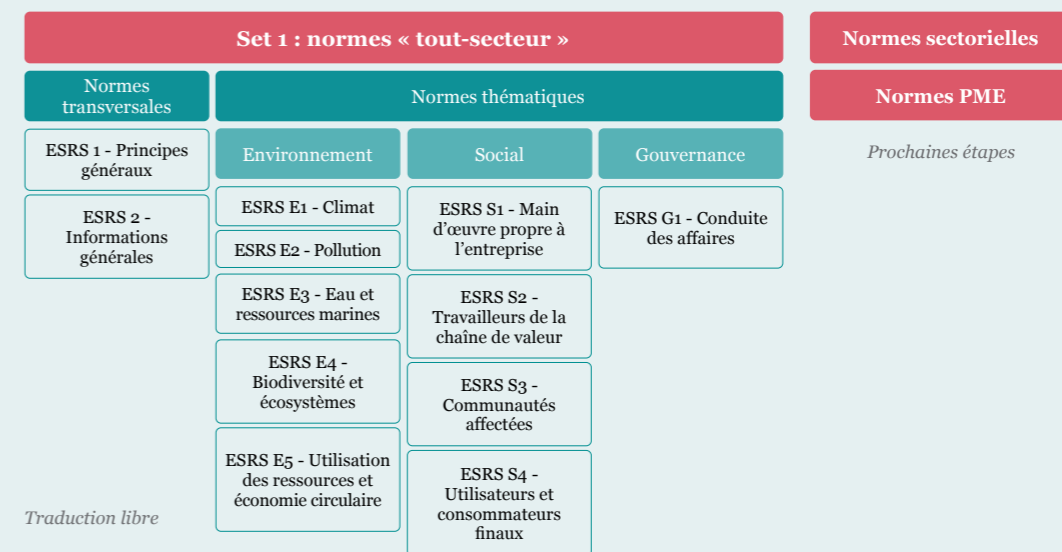 Set 1 : normes « tout-secteur »
Normes sectorielles
Normes
transversales
Normes thématiques
Normes PME
ESRS 1 - Principes
généraux
ESRS 2 -
Informations
générales
Environnement
ESRS E1 - Climat
ESRS E2 - Pollution
ESRS E3 - Eau et
ressources marines
ESRS E4 -
Biodiversité et
écosystèmes
ESRS E5 - Utilisation
des ressources et
économie circulaire
Social
ESRS S1 - Main
d’œuvre propre à
l’entreprise
ESRS S2 -
Travailleurs de la
chaîne de valeur
ESRS S3 -
Communautés
affectées
ESRS S4 -
Utilisateurs et
consommateurs
finaux
Gouvernance
ESRS G1 - Conduite
des affaires
Prochaines étapes
Traduction libre